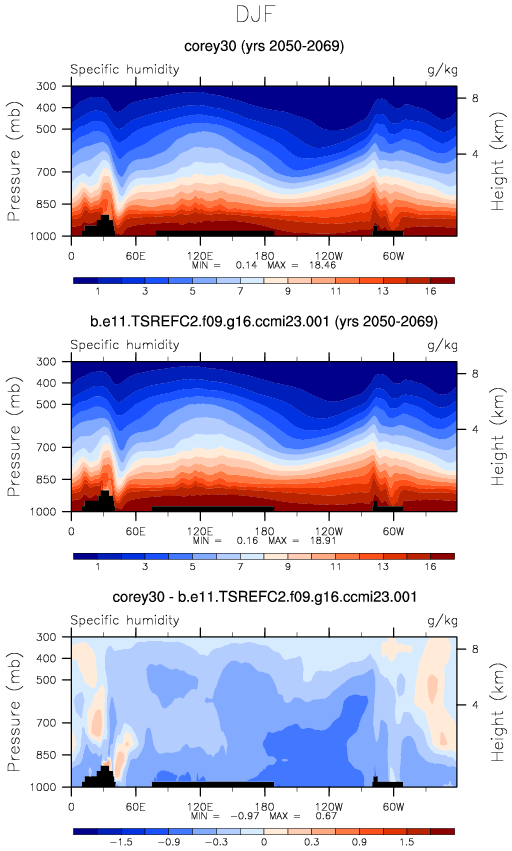 DJF
corey30 (yrs 2050-2069)
Specific humidity g/kg
300
400
500
700
850
1000
Pressure (mb)
8
4
Height (km)
0 60E 120E 180 120W 60W
MIN = 0.14 MAX = 18.46
1 3 5 7 9 11 13 16
b.e11.TSREFC2.f09.g16.ccmi23.001 (yrs 2050-2069)
Specific humidity g/kg
300
400
500
700
850
1000
Pressure (mb)
8
4
Height (km)
0 60E 120E 180 120W 60W
MIN = 0.16 MAX = 18.91
1 3 5 7 9 11 13 16
corey30 - b.e11.TSREFC2.f09.g16.ccmi23.001
Specific humidity g/kg
300
400
500
700
850
1000
Pressure (mb)
8
4
Height (km)
0 60E 120E 180 120W 60W
MIN = -0.97 MAX = 0.67
-1.5 -0.9 -0.3 0 0.3 0.9 1.5